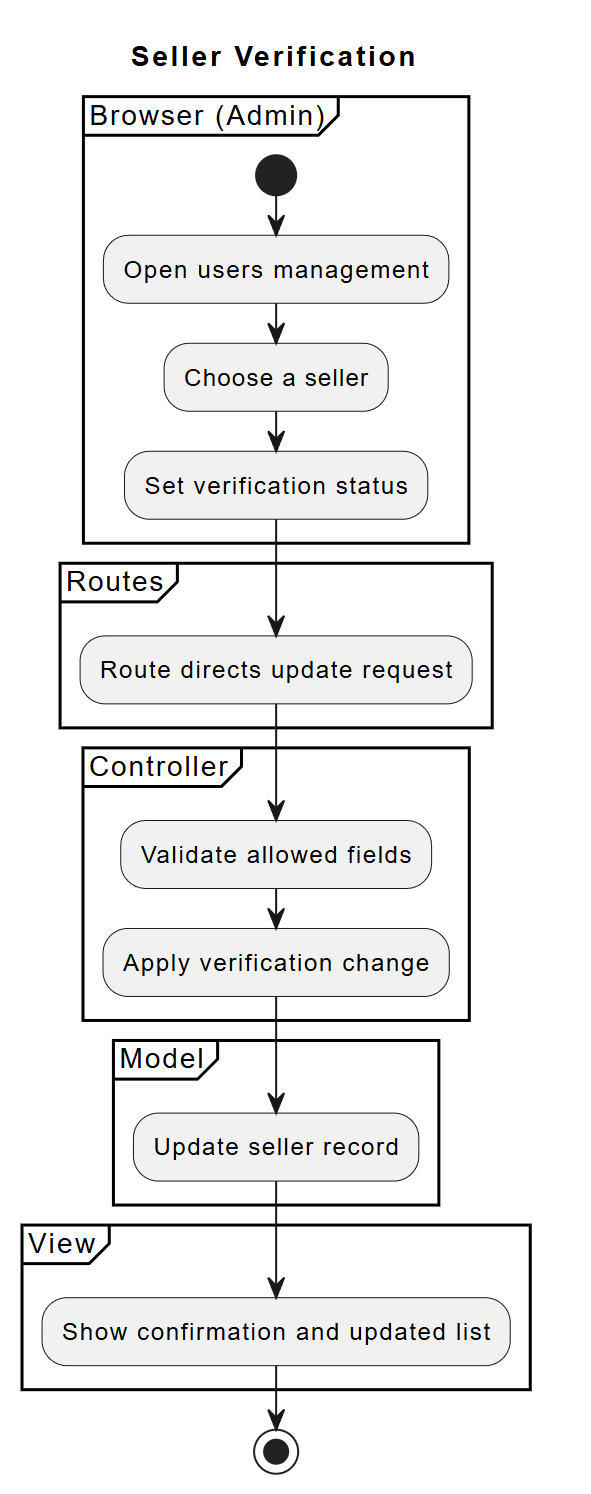 Seller Verification
Browser (Admin)
Open users management
Choose a seller
Set verification status
Routes
Route directs update request
Controller
Validate allowed fields
Apply verification change
Model
Update seller record
View
Show confirmation and updated list